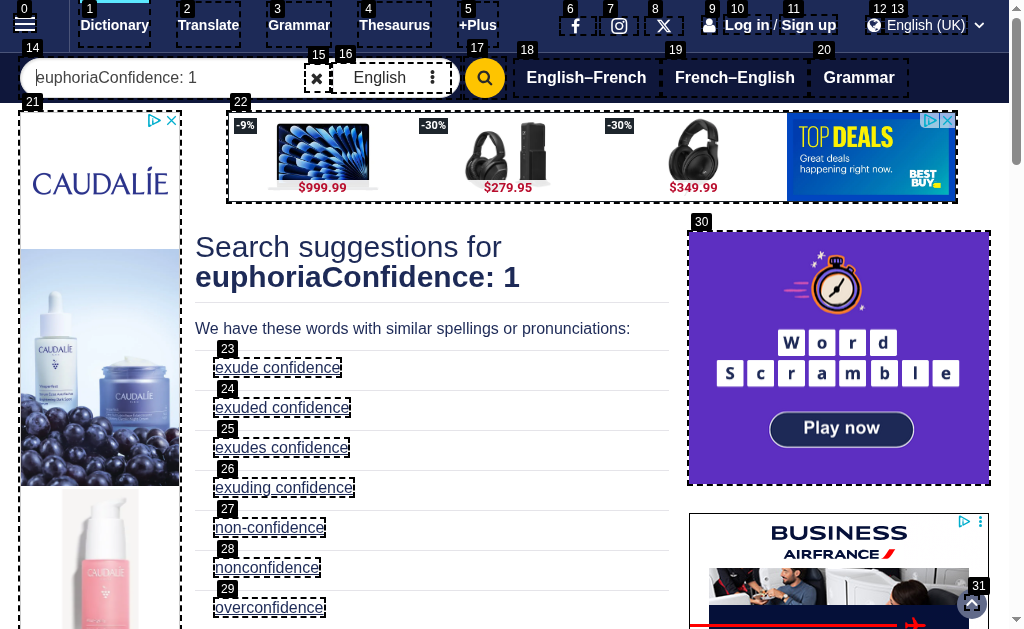 0 1 2 3 4 5 6 7 8 9 10 12 13
Dictionary Translate Grammar Thesaurus +Plus Log in / Sign up English (UK)
14 15 16 17 18 19 20
euphoriaConfidence: 1 English English–French French–English Grammar
21 22
-9% -30% -30%
$999.99 $279.95 $349.99
TOP DEALS
Great deals
happening right now.
BEST
BUY
CAUDALÍE
CAUDALÍE
CAUDALÍE
CAUDALÍE
Search suggestions for
euphoriaConfidence: 1
We have these words with similar spellings or pronunciations:
23
exude confidence
24
exuded confidence
25
exudes confidence
26
exuding confidence
27
non-confidence
28
nonconfidence
29
overconfidence
30
Word
Scramble
Play now
BUSINESS
AIRFRANCE
31